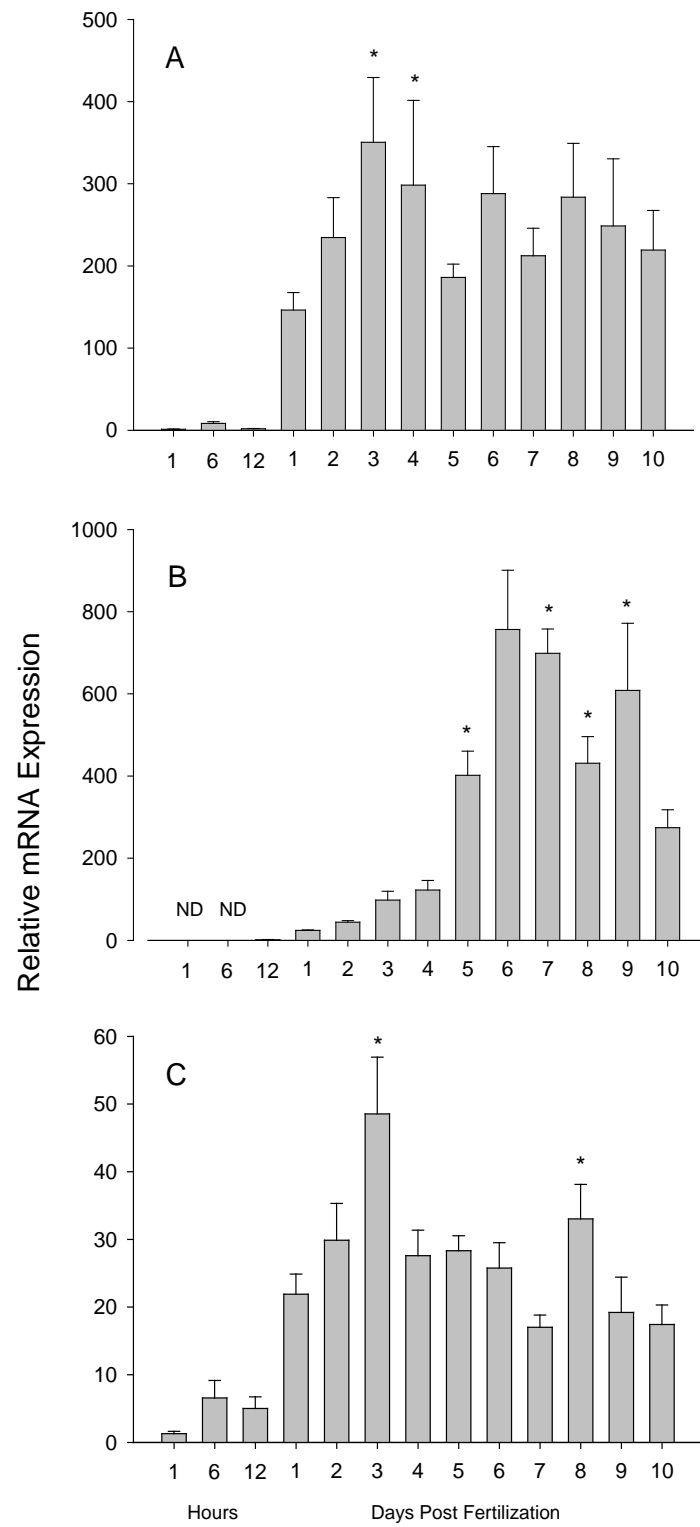 Relative mRNA Expression
A
500
400
300
200
100
0
* *
1 6 12 1 2 3 4 5 6 7 8 9 10
B
1000
800
600
400
200
0
ND ND
* * * *
1 6 12 1 2 3 4 5 6 7 8 9 10
C
60
50
40
30
20
10
0
* *
1 6 12 1 2 3 4 5 6 7 8 9 10
Hours Days Post Fertilization